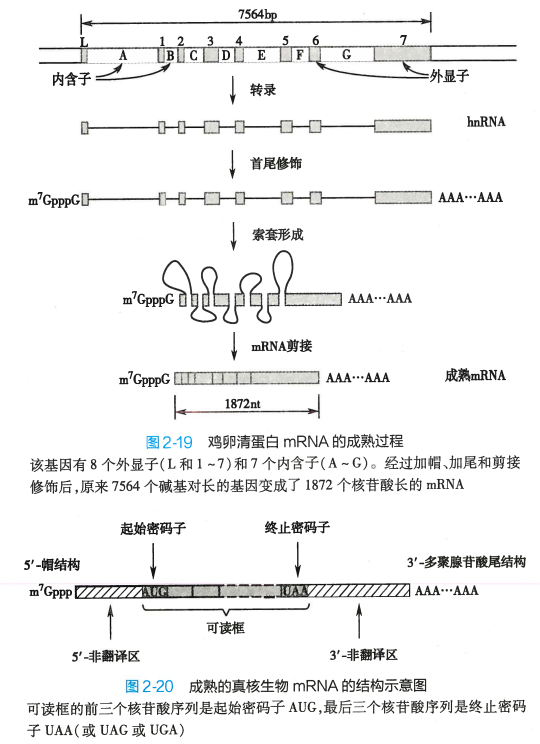 7564bp
L 1 2 3 4 5 6 7
A B C D E F G
内含子 外显子
转录
hnRNA
首尾修饰
m⁷GpppG AAA…AAA
索套形成
m⁷GpppG AAA…AAA
mRNA剪接
m⁷GpppG AAA…AAA 成熟mRNA
1872nt
图2-19 鸡卵清蛋白 mRNA 的成熟过程
该基因有 8 个外显子(L 和 1~7)和 7 个内含子(A~G)。经过加帽、加尾和剪接
修饰后,原来 7564 个碱基对长的基因变成了 1872 个核苷酸长的 mRNA
起始密码子 终止密码子
5′-帽结构 3′-多聚腺苷酸尾结构
m⁷Gppp AUG UAA AAA…AAA
可读框
5′-非翻译区 3′-非翻译区
图2-20 成熟的真核生物 mRNA 的结构示意图
可读框的前三个核苷酸序列是起始密码子 AUG,最后三个核苷酸序列是终止密码
子 UAA(或 UAG 或 UGA)